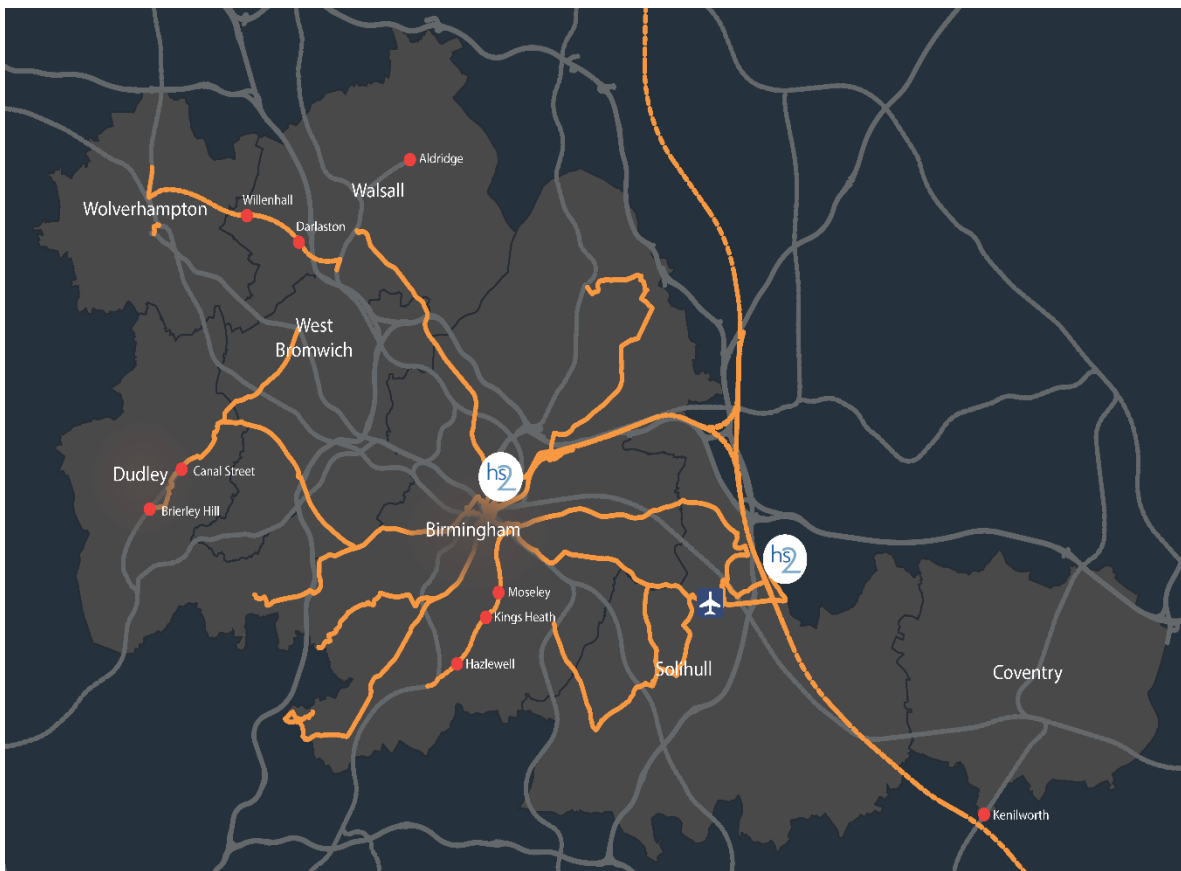 Aldridge
Walsall
Willenhall
Wolverhampton
Darlaston
West
Bromwich
Dudley
Canal Street
hs2
Brierley Hill
Birmingham
hs2
Moseley
Kings Heath
Hazlewell
Solihull
Coventry
Kenilworth